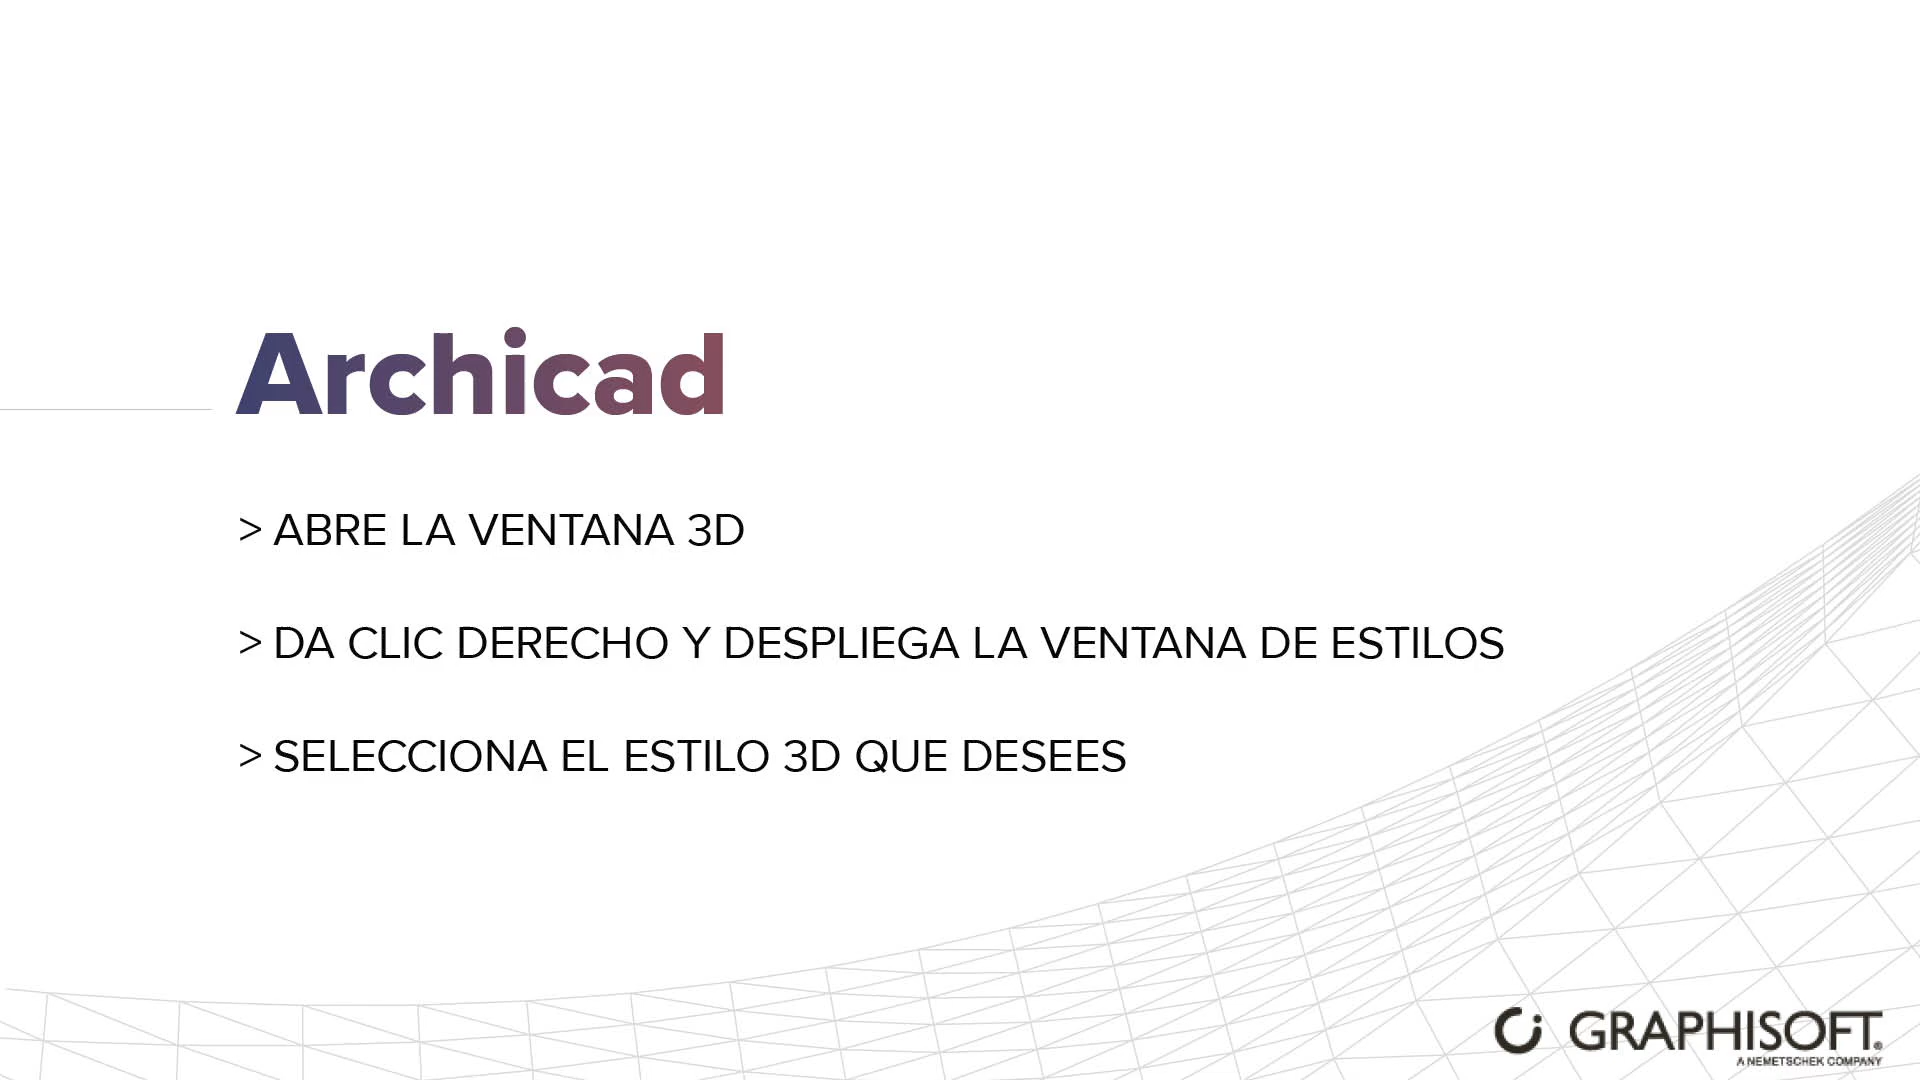 Archicad
> ABRE LA VENTANA 3D
> DA CLIC DERECHO Y DESPLIEGA LA VENTANA DE ESTILOS
> SELECCIONA EL ESTILO 3D QUE DESEES
GRAPHISOFT®
A NEMETSCHEK COMPANY